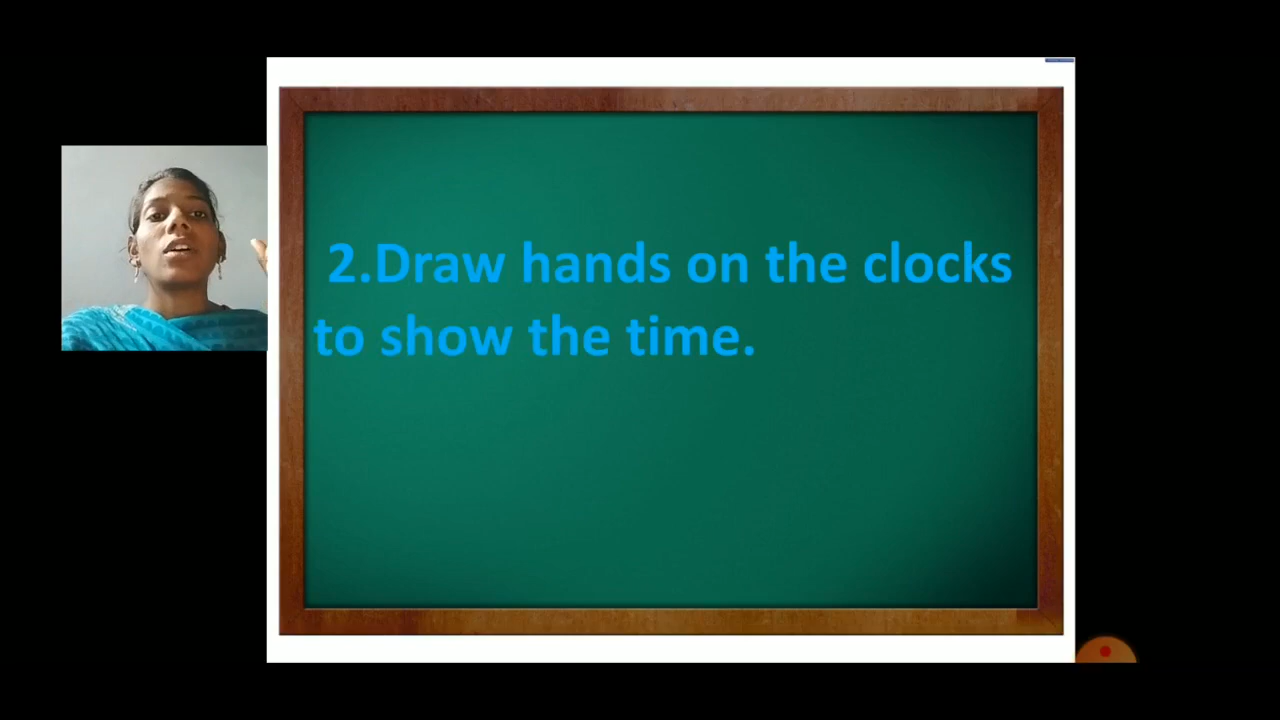 2.Draw hands on the clocks
to show the time.